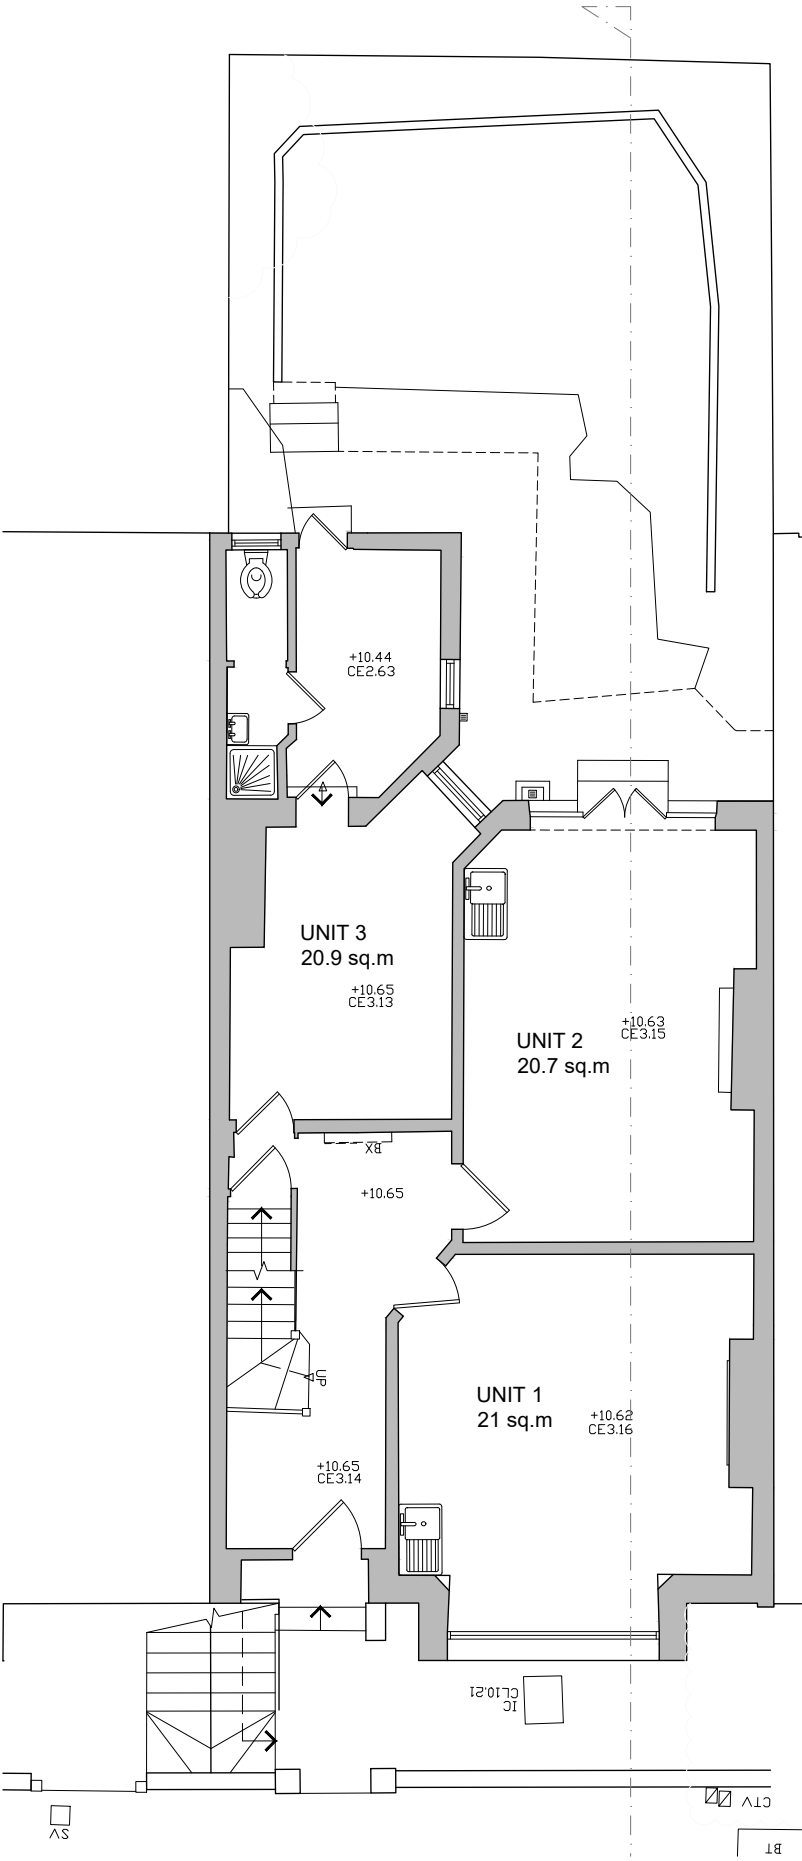 +10.44
CE2.63
UNIT 3
20.9 sq.m
+10.65
CE3.13
+10.63
CE3.15
UNIT 2
20.7 sq.m
BX
+10.65
UP
UNIT 1
21 sq.m
+10.62
CE3.16
+10.65
CE3.14
IC
CL10.21
CTV
SV
BT